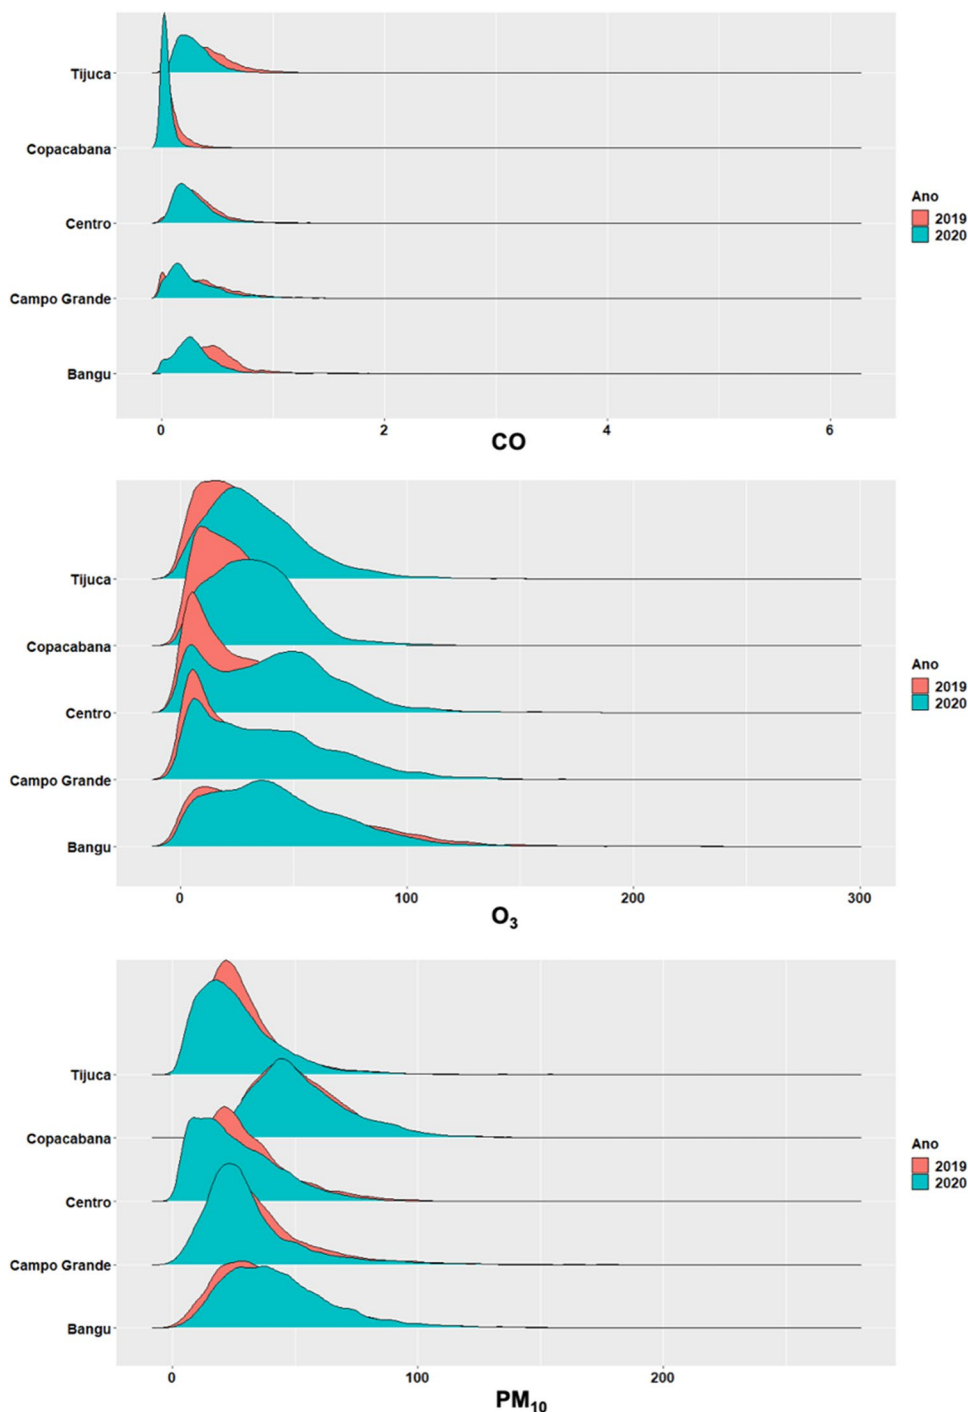 Tijuca
Copacabana
Centro
Campo Grande
Bangu
0 2 4 6
CO
Ano
2019
2020
Tijuca
Copacabana
Centro
Campo Grande
Bangu
0 100 200 300
O₃
Ano
2019
2020
Tijuca
Copacabana
Centro
Campo Grande
Bangu
0 100 200
PM₁₀
Ano
2019
2020